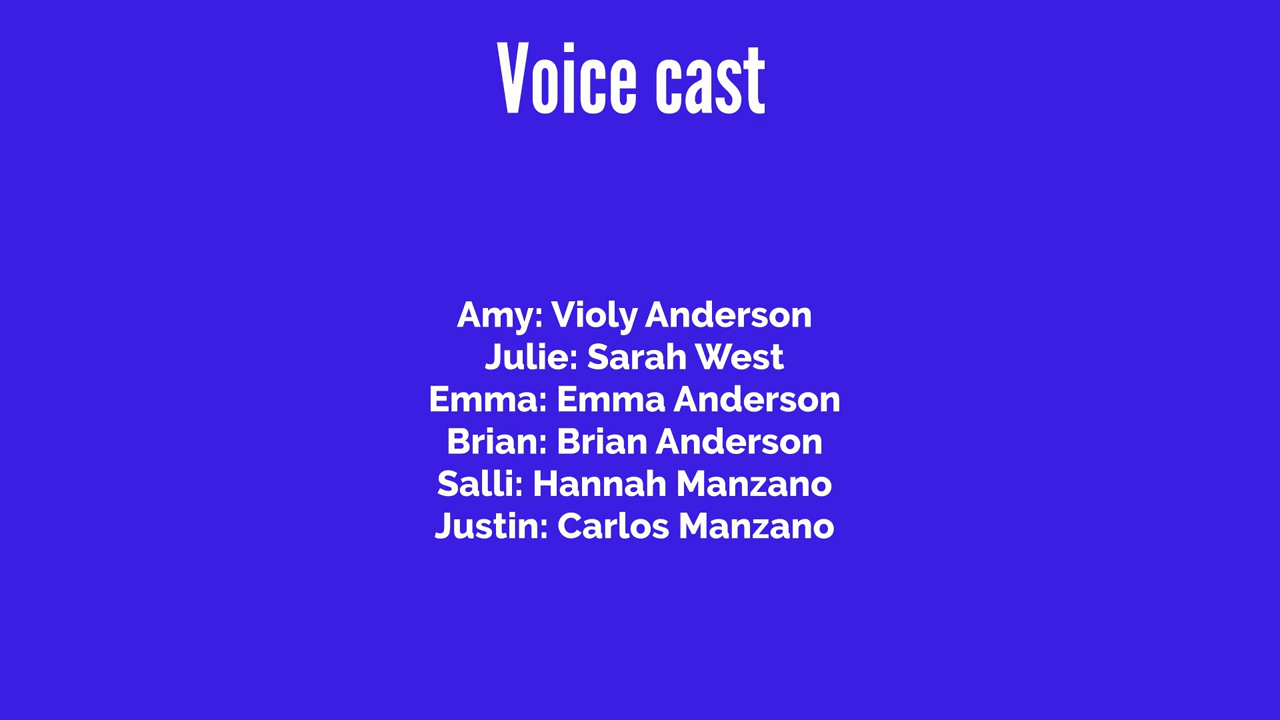 Voice cast
Amy: Violy Anderson
Julie: Sarah West
Emma: Emma Anderson
Brian: Brian Anderson
Salli: Hannah Manzano
Justin: Carlos Manzano